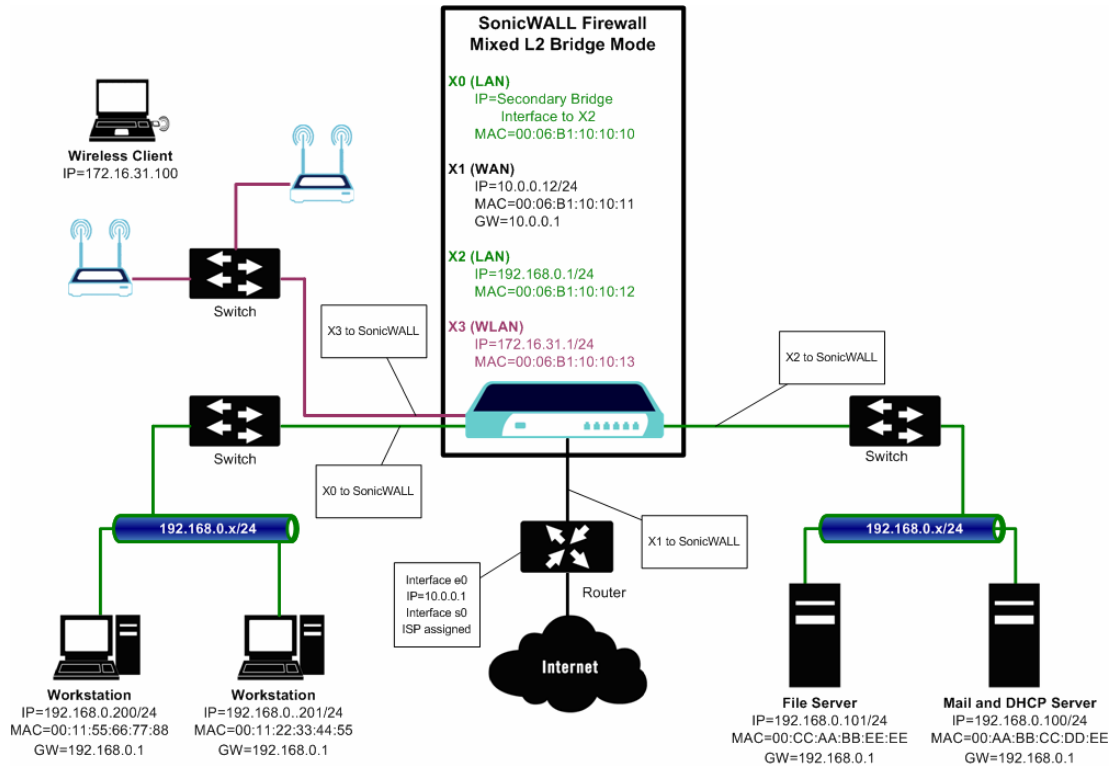 SonicWALL Firewall
Mixed L2 Bridge Mode
X0 (LAN)
IP=Secondary Bridge
Interface to X2
MAC=00:06:B1:10:10:10
X1 (WAN)
IP=10.0.0.12/24
MAC=00:06:B1:10:10:11
GW=10.0.0.1
X2 (LAN)
IP=192.168.0.1/24
MAC=00:06:B1:10:10:12
X3 (WLAN)
IP=172.16.31.1/24
MAC=00:06:B1:10:10:13
Wireless Client
IP=172.16.31.100
Switch
X3 to SonicWALL
X2 to SonicWALL
Switch
X0 to SonicWALL
Switch
192.168.0.x/24
X1 to SonicWALL
192.168.0.x/24
Interface e0
IP=10.0.0.1
Interface s0
ISP assigned
Router
Internet
Workstation
IP=192.168.0.200/24
MAC=00:11:55:66:77:88
GW=192.168.0.1
Workstation
IP=192.168.0..201/24
MAC=00:11:22:33:44:55
GW=192.168.0.1
File Server
IP=192.168.0.101/24
MAC=00:CC:AA:BB:EE:EE
GW=192.168.0.1
Mail and DHCP Server
IP=192.168.0.100/24
MAC=00:AA:BB:CC:DD:EE
GW=192.168.0.1